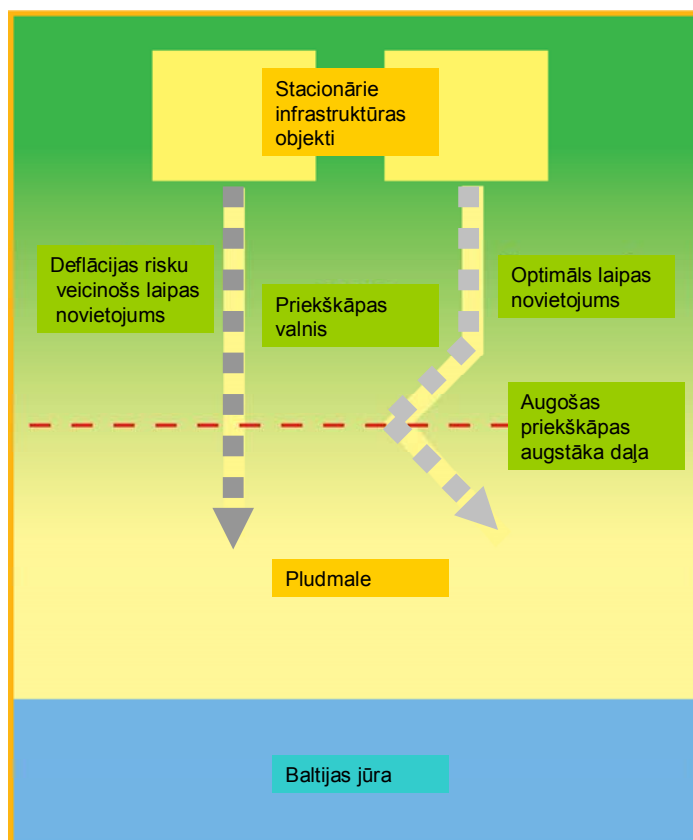 Stacionārie
infrastruktūras
objekti
Deflācijas risku
veicinošs laipas
novietojums
Priekškāpas
valnis
Optimāls laipas
novietojums
Augošas
priekškāpas
augstāka daļa
Pludmale
Baltijas jūra